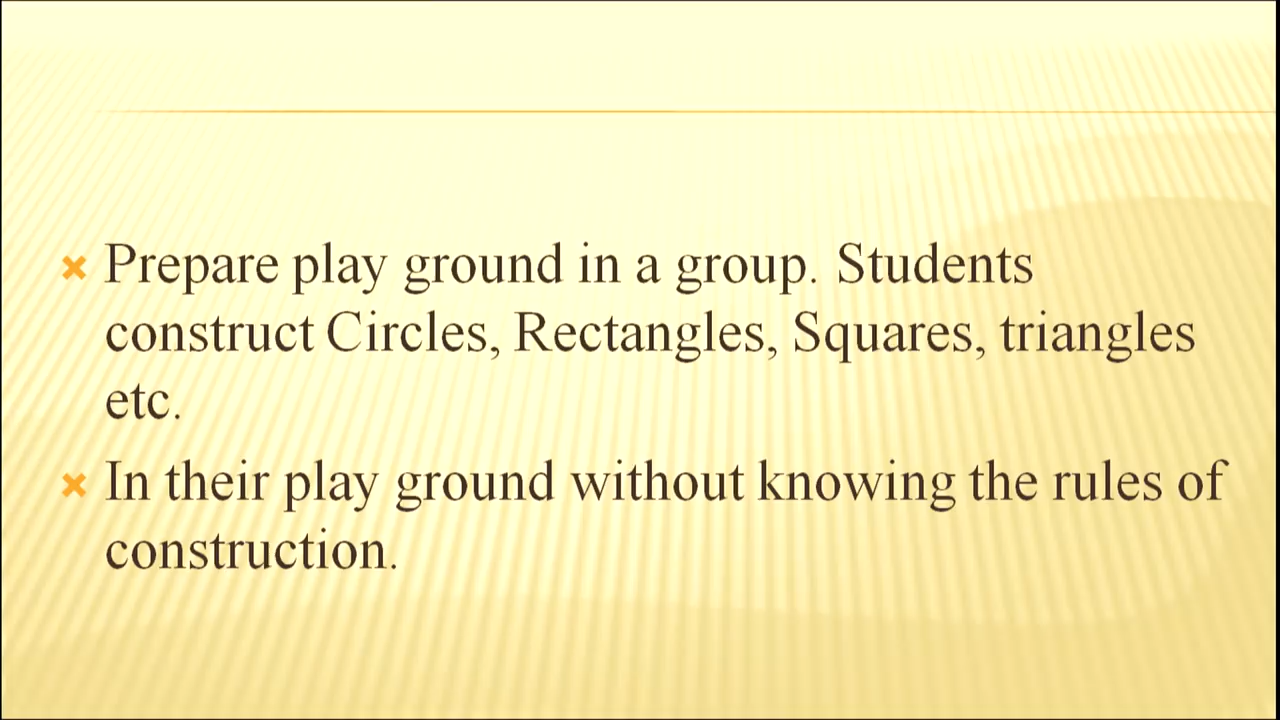 Prepare play ground in a group. Students
construct Circles, Rectangles, Squares, triangles
etc.
In their play ground without knowing the rules of
construction.